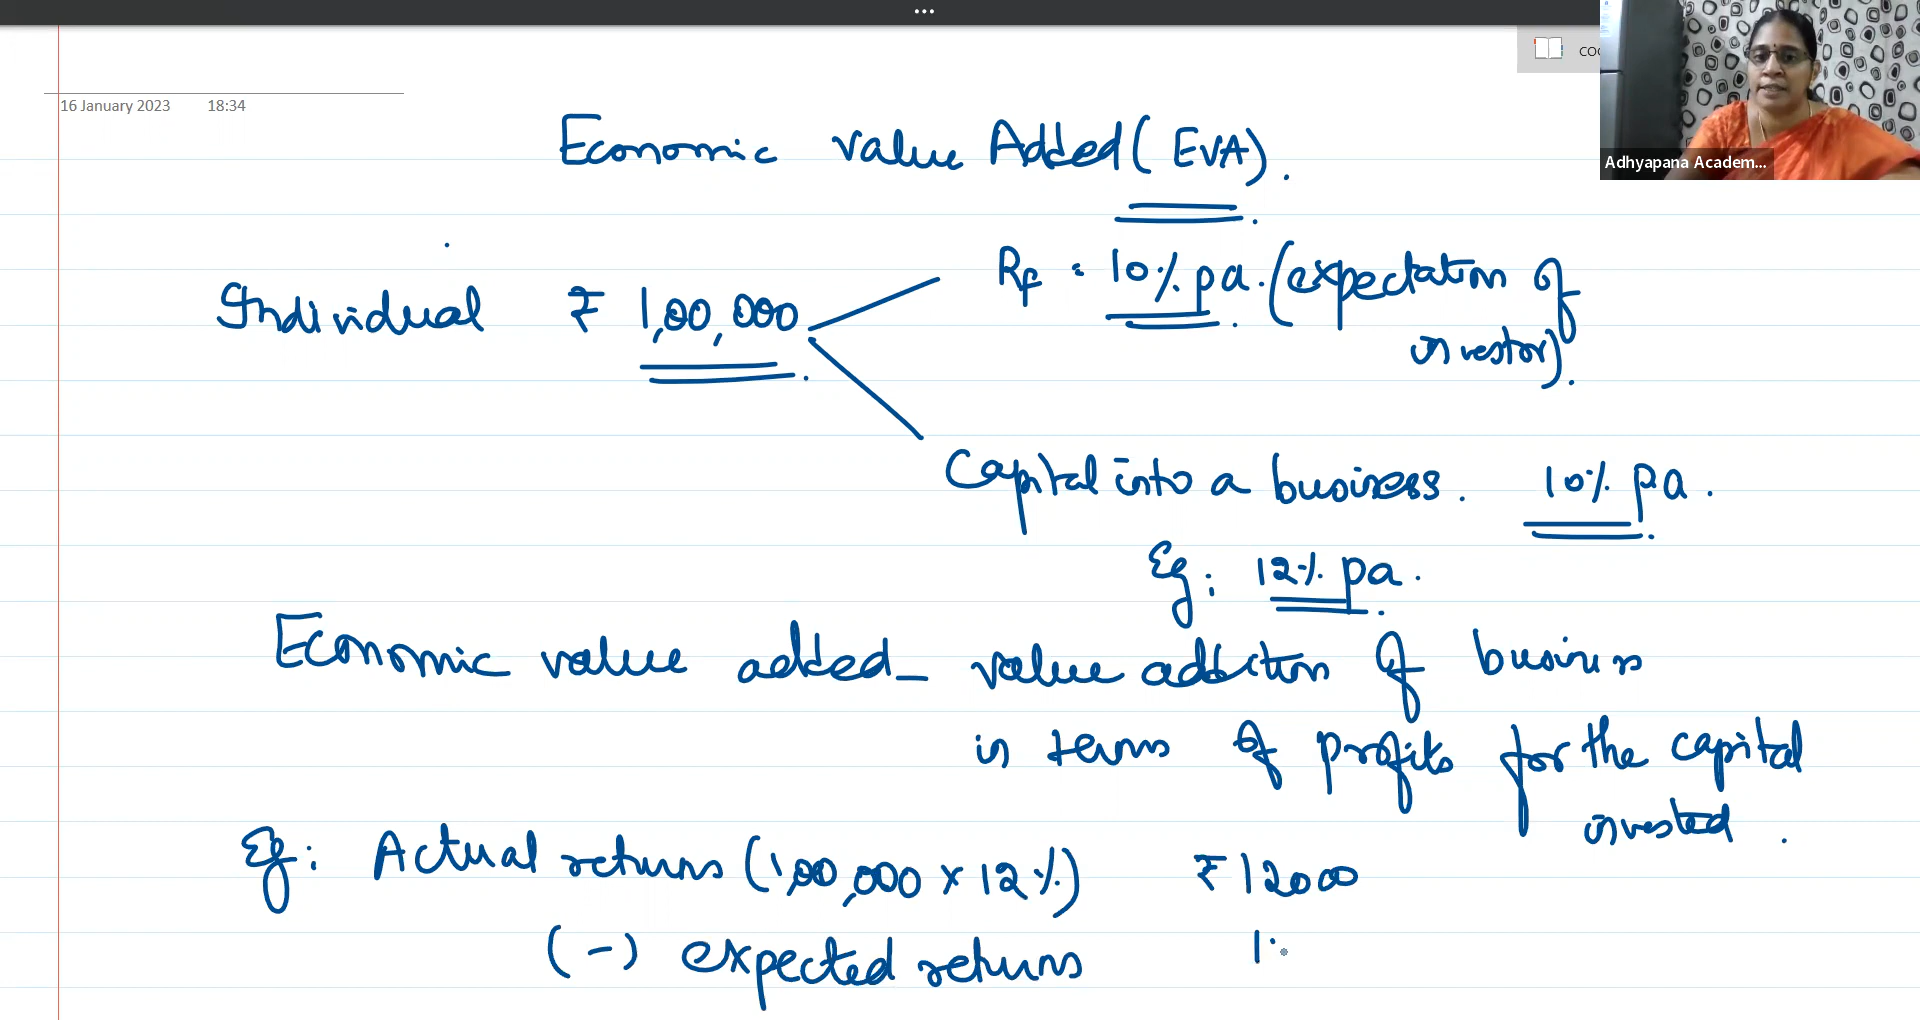 ...
coc
Adhyapana Academ...
16 January 2023 18:34
Economic value Added (EVA).
Individual ₹ 1,00,000
Rf = 10% pa. (expectation of
investor).
Capital into a business. 10% pa.
Eg: 12% pa.
Economic value added - value addition of business
in terms of profits for the capital
invested.
Eg: Actual returns (1,00,000 x 12%) ₹12000
(-) expected returns 1